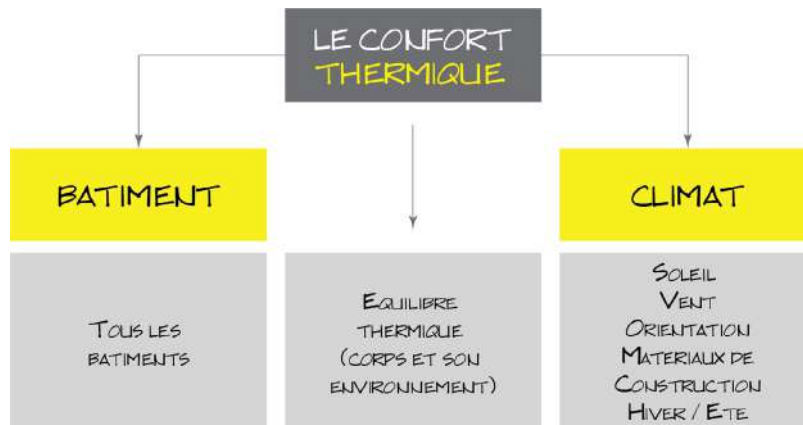 LE CONFORT
THERMIQUE
BATIMENT
CLIMAT
TOUS LES
BATIMENTS
EQUILIBRE
THERMIQUE
(CORPS ET SON
ENVIRONNEMENT)
SOLEIL
VENT
ORIENTATION
MATERIAUX DE
CONSTRUCTION
HIVER / ETE